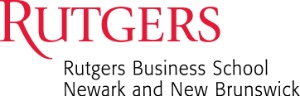 RUTGERS
Rutgers Business School
Newark and New Brunswick